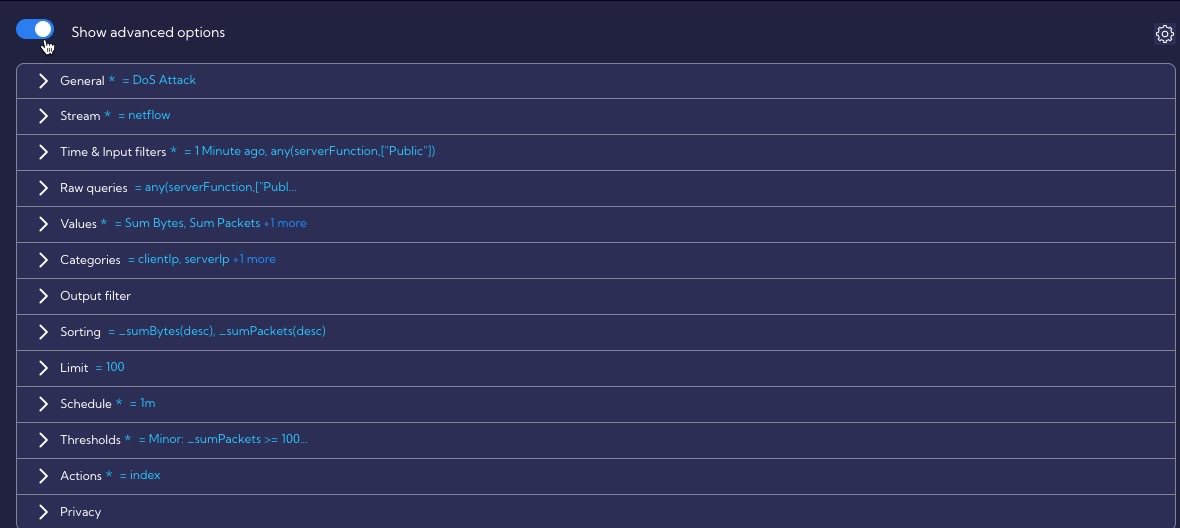 Show advanced options
General * = DoS Attack
Stream * = netflow
Time & Input filters * = 1 Minute ago, any(serverFunction,["Public"])
Raw queries = any(serverFunction,["Publ...
Values * = Sum Bytes, Sum Packets +1 more
Categories = clientIp, serverIp +1 more
Output filter
Sorting = _sumBytes(desc), _sumPackets(desc)
Limit = 100
Schedule * = 1m
Thresholds * = Minor: _sumPackets >= 100...
Actions * = index
Privacy